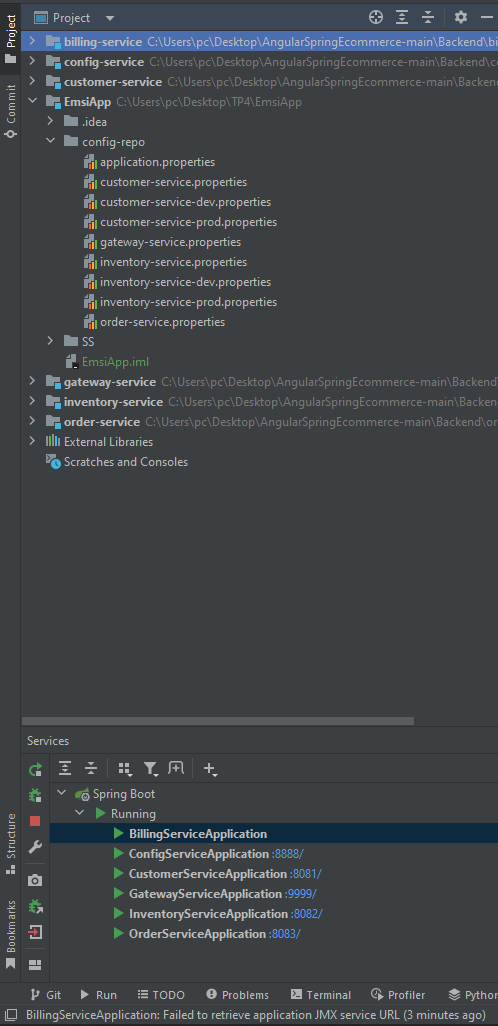 Project
Project
billing-service C:\Users\pc\Desktop\AngularSpringEcommerce-main\Backend\bi
config-service C:\Users\pc\Desktop\AngularSpringEcommerce-main\Backend\co
customer-service C:\Users\pc\Desktop\AngularSpringEcommerce-main\Backen
Commit
EmsiApp C:\Users\pc\Desktop\TP4\EmsiApp
.idea
config-repo
application.properties
customer-service.properties
customer-service-dev.properties
customer-service-prod.properties
gateway-service.properties
inventory-service.properties
inventory-service-dev.properties
inventory-service-prod.properties
order-service.properties
SS
EmsiApp.iml
gateway-service C:\Users\pc\Desktop\AngularSpringEcommerce-main\Backend\
inventory-service C:\Users\pc\Desktop\AngularSpringEcommerce-main\Backen
order-service C:\Users\pc\Desktop\AngularSpringEcommerce-main\Backend\or
External Libraries
Scratches and Consoles
Services
Spring Boot
Running
BillingServiceApplication
ConfigServiceApplication :8888/
CustomerServiceApplication :8081/
GatewayServiceApplication :9999/
InventoryServiceApplication :8082/
OrderServiceApplication :8083/
Structure
Bookmarks
Git Run TODO Problems Terminal Profiler Python
BillingServiceApplication: Failed to retrieve application JMX service URL (3 minutes ago)